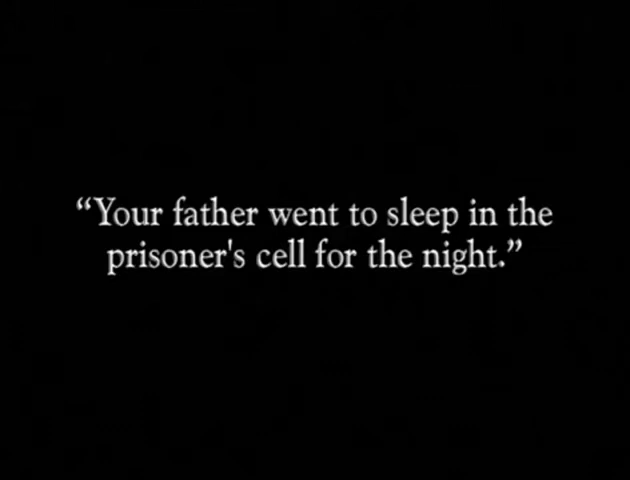 “Your father went to sleep in the
prisoner's cell for the night.”